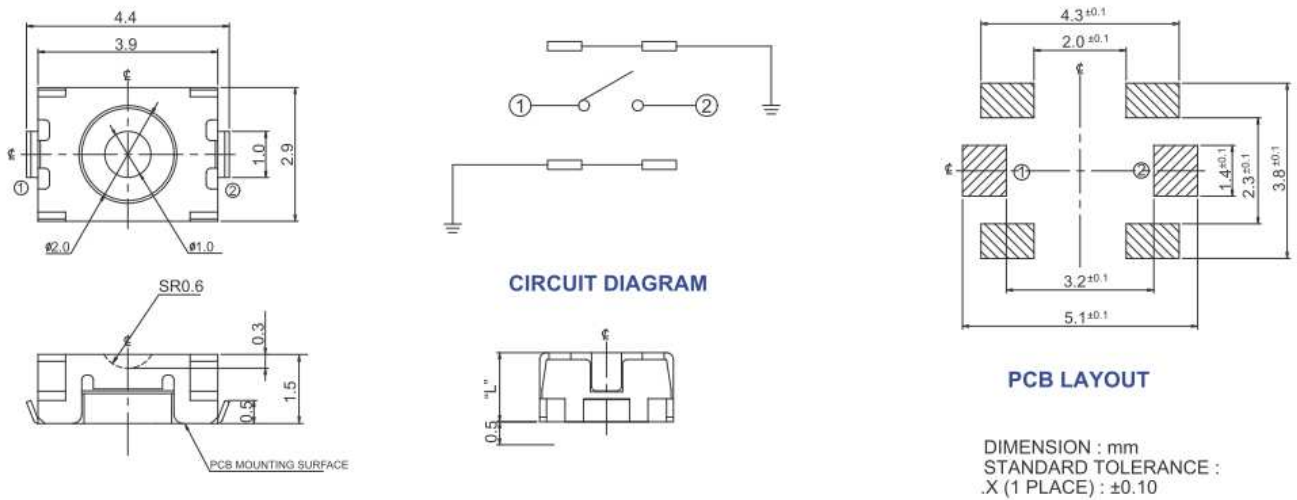 4.4
3.9
℄
1.0
2.9
℄
①
②
ø2.0
ø1.0
SR0.6
℄
0.3
1.5
0.5
PCB MOUNTING SURFACE
① ②
CIRCUIT DIAGRAM
℄
"L"
0.5
4.3±0.1
2.0 ±0.1
℄
℄
① ②
1.4±0.1
2.3 ±0.1
3.8 ±0.1
3.2±0.1
5.1±0.1
PCB LAYOUT
DIMENSION : mm
STANDARD TOLERANCE :
.X (1 PLACE) : ±0.10